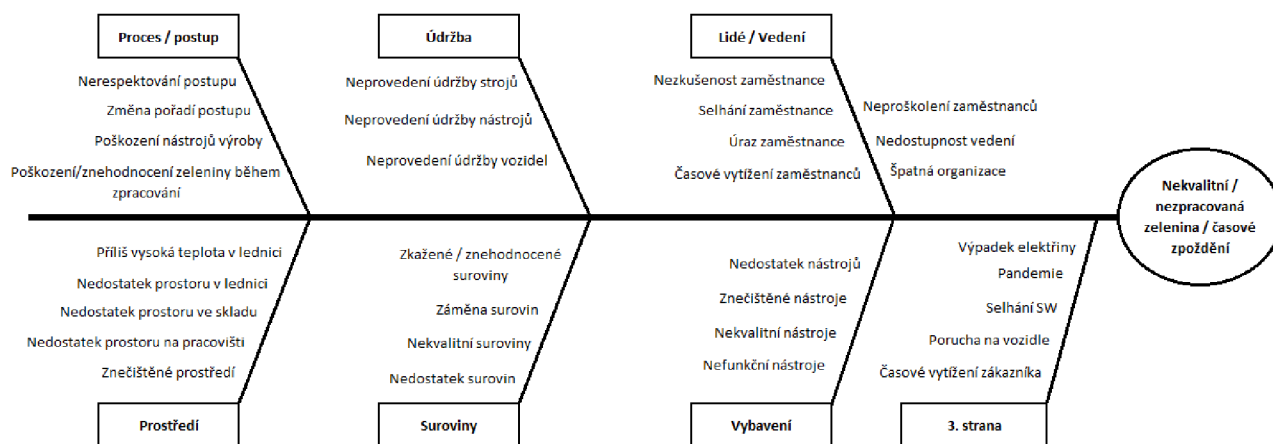 Proces / postup
Nerespektování postupu
Změna pořadí postupu
Poškození nástrojů výroby
Poškození/znehodnocení zeleniny během
zpracování
Údržba
Neprovedení údržby strojů
Neprovedení údržby nástrojů
Neprovedení údržby vozidel
Lidé / Vedení
Nezkušenost zaměstnance
Selhání zaměstnance
Úraz zaměstnance
Časové vytížení zaměstnanců
Neproškolení zaměstnanců
Nedostupnost vedení
Špatná organizace
Nekvalitní /
nezpracovaná
zelenina / časové
zpoždění
Příliš vysoká teplota v lednici
Nedostatek prostoru v lednici
Nedostatek prostoru ve skladu
Nedostatek prostoru na pracovišti
Znečištěné prostředí
Prostředí
Zkažené / znehodnocené
suroviny
Záměna surovin
Nekvalitní suroviny
Nedostatek surovin
Suroviny
Nedostatek nástrojů
Znečištěné nástroje
Nekvalitní nástroje
Nefunkční nástroje
Vybavení
Výpadek elektřiny
Pandemie
Selhání SW
Porucha na vozidle
Časové vytížení zákazníka
3. strana